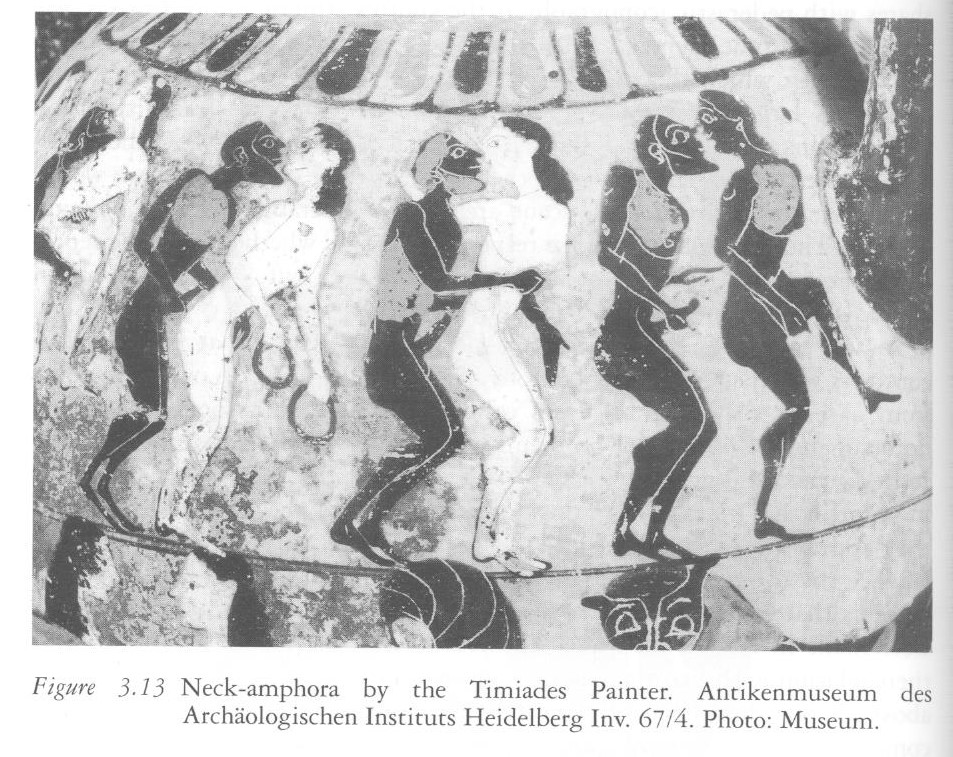 Figure 3.13 Neck-amphora by the Timiades Painter. Antikenmuseum des
Archäologischen Instituts Heidelberg Inv. 67/4. Photo: Museum.